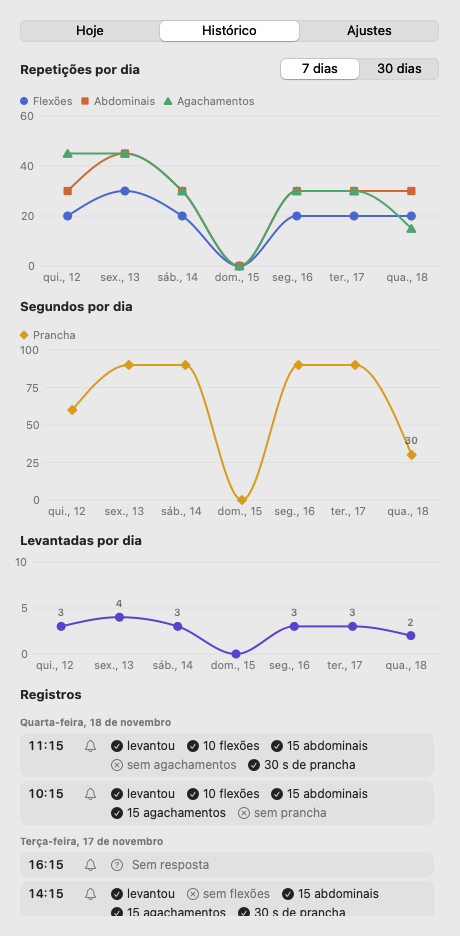 Hoje Histórico Ajustes
Repetições por dia 7 dias 30 dias
Flexões Abdominais Agachamentos
60
40
20
0
qui., 12 sex., 13 sáb., 14 dom., 15 seg., 16 ter., 17 qua., 18
Segundos por dia
Prancha
100
75
50
30
25
0
qui., 12 sex., 13 sáb., 14 dom., 15 seg., 16 ter., 17 qua., 18
Levantadas por dia
10
5
3 4 3 3 3 2
0
qui., 12 sex., 13 sáb., 14 dom., 15 seg., 16 ter., 17 qua., 18
Registros
Quarta-feira, 18 de novembro
11:15 levantou 10 flexões 15 abdominais
sem agachamentos 30 s de prancha
10:15 levantou 10 flexões 15 abdominais
15 agachamentos sem prancha
Terça-feira, 17 de novembro
16:15 ? Sem resposta
14:15 levantou sem flexões 15 abdominais
15 agachamentos 30 s de prancha